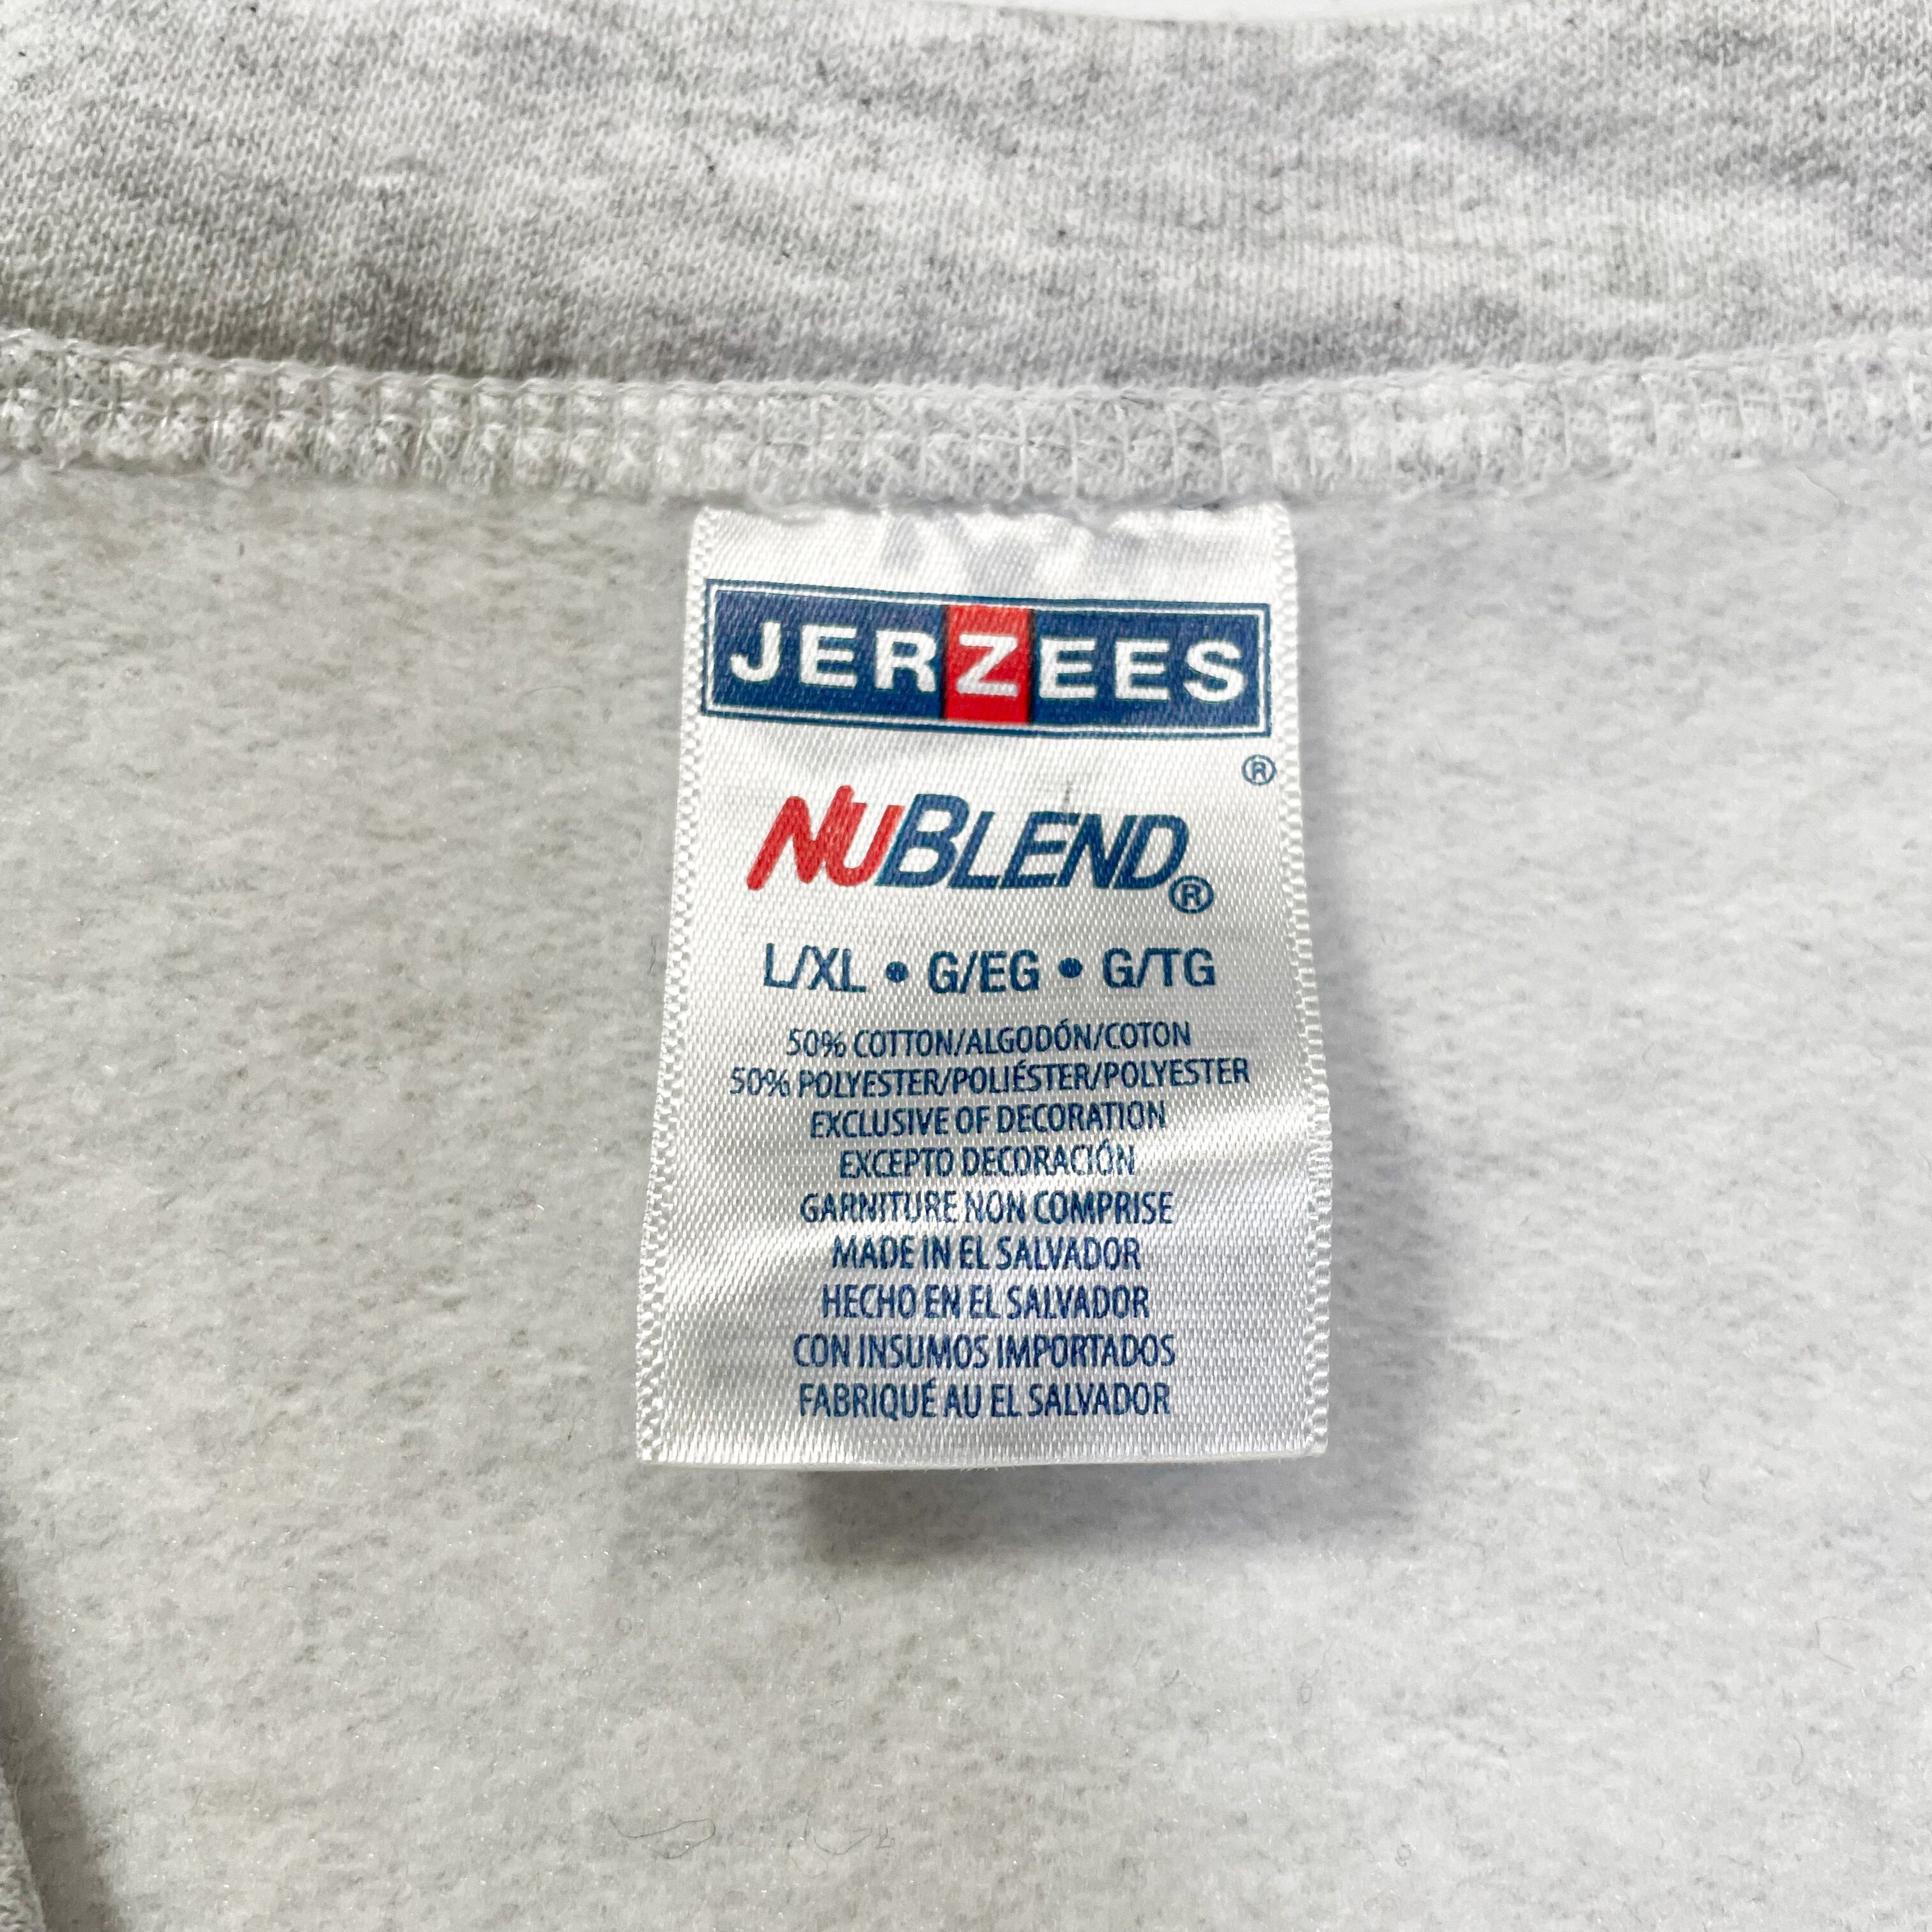 JERZEES
®
NUBLEND®
L/XL • G/EG • G/TG
50% COTTON/ALGODÓN/COTON
50% POLYESTER/POLIÉSTER/POLYESTER
EXCLUSIVE OF DECORATION
EXCEPTO DECORACIÓN
GARNITURE NON COMPRISE
MADE IN EL SALVADOR
HECHO EN EL SALVADOR
CON INSUMOS IMPORTADOS
FABRIQUÉ AU EL SALVADOR